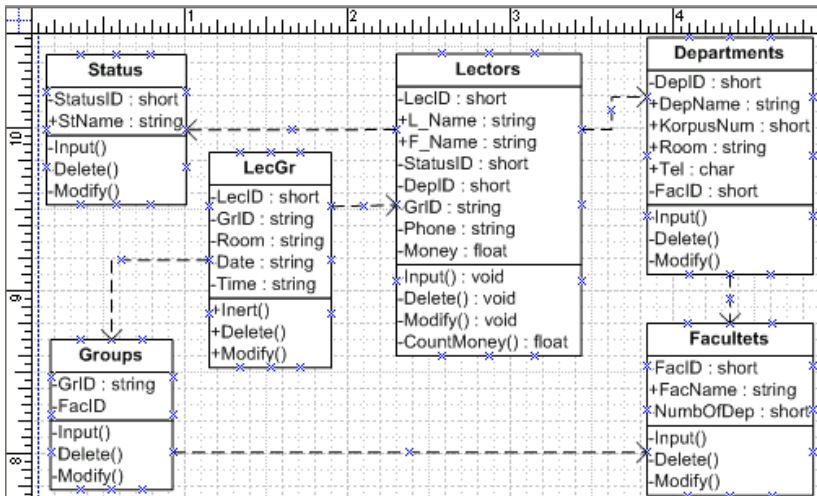 1
2
3
4
10
9
8
Status
-StatusID : short
+StName : string
-Input()
-Delete()
-Modify()
LecGr
-LecID : short
-GrID : string
-Room : string
-Date : string
-Time : string
+Inert()
+Delete()
+Modify()
Lectors
-LecID : short
+L_Name : string
+F_Name : string
-StatusID : short
-DepID : short
-GrID : string
-Phone : string
-Money : float
-Input() : void
-Delete() : void
-Modify() : void
-CountMoney() : float
Departments
-DepID : short
+DepName : string
+KorpusNum : short
+Room : string
+Tel : char
-FacID : short
-Input()
-Delete()
-Modify()
Groups
-GrID : string
-FacID
-Input()
-Delete()
-Modify()
Facultets
-FacID : short
+FacName : string
-NumbOfDep : short
-Input()
-Delete()
-Modify()